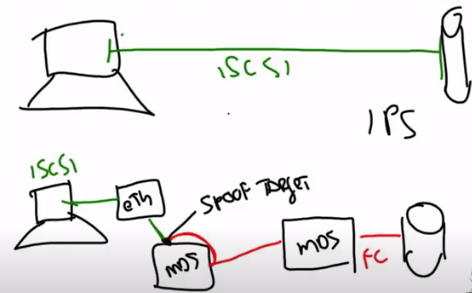 iSCSI
IPS
iSCSI
eTh
SPOOF TARGET
MDS
MDS
FC